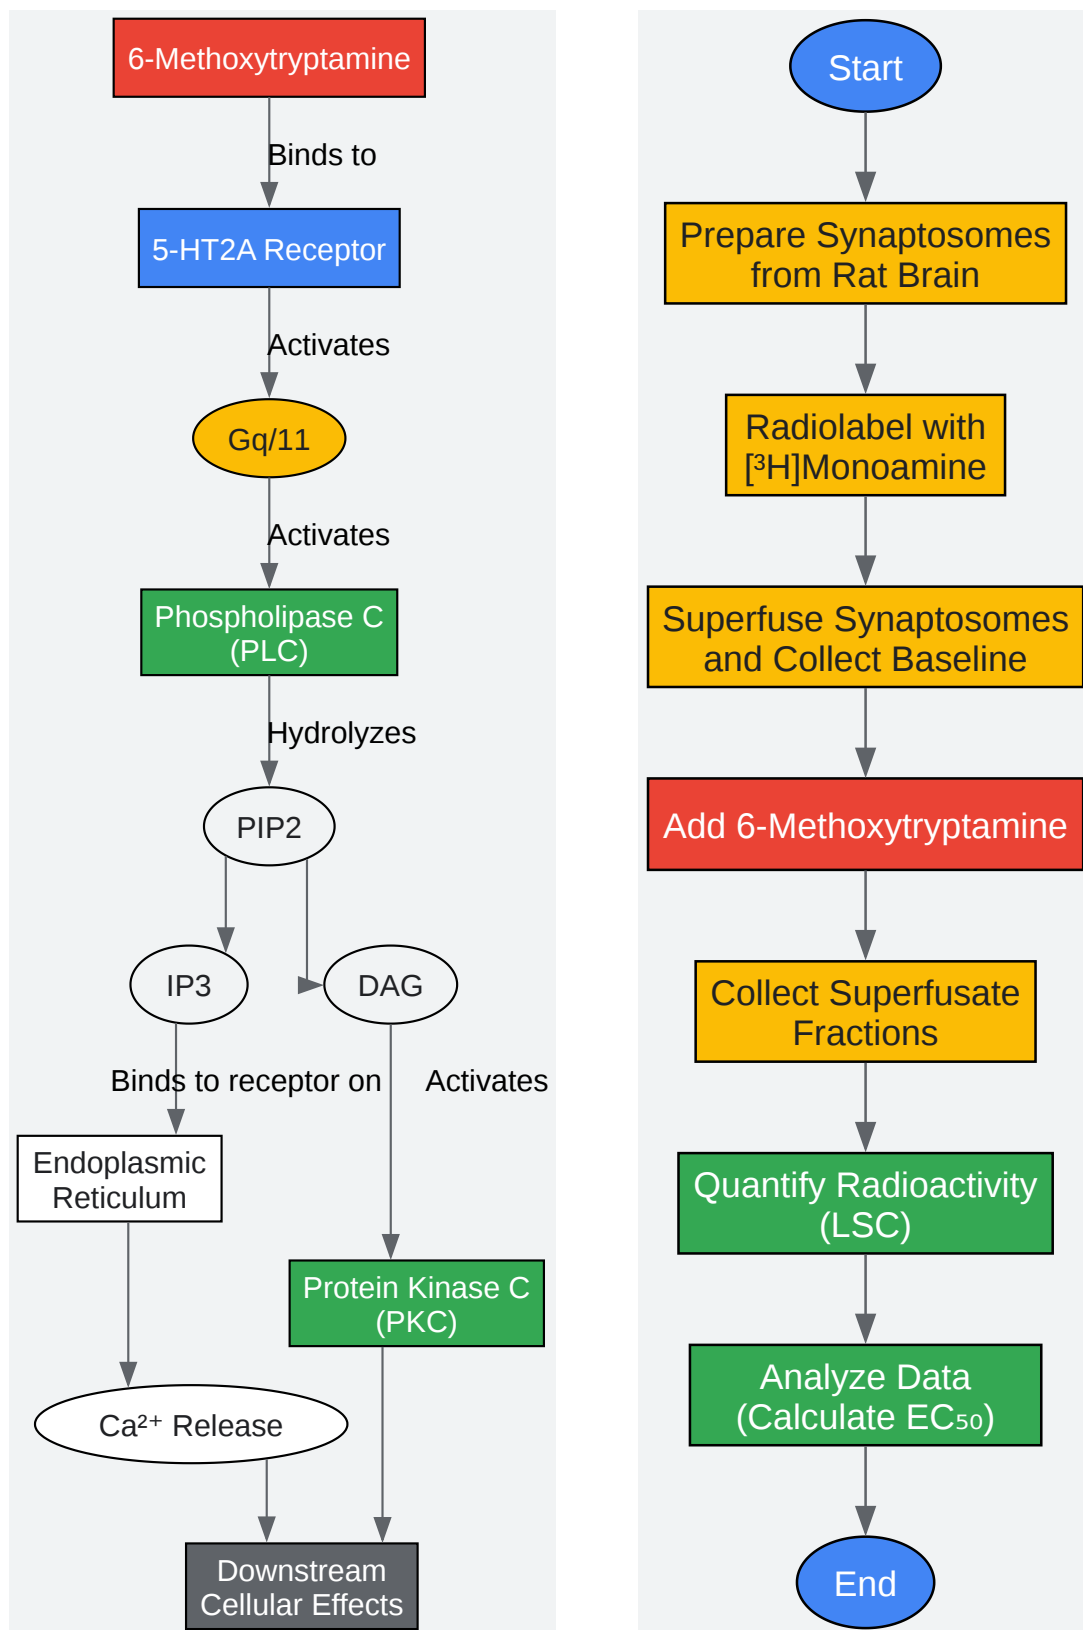 6-Methoxytryptamine
Binds to
5-HT2A Receptor
Activates
Gq/11
Activates
Phospholipase C
(PLC)
Hydrolyzes
PIP2
IP3
DAG
Binds to receptor on
Activates
Endoplasmic
Reticulum
Protein Kinase C
(PKC)
Ca²⁺ Release
Downstream
Cellular Effects
Start
Prepare Synaptosomes
from Rat Brain
Radiolabel with
[³H]Monoamine
Superfuse Synaptosomes
and Collect Baseline
Add 6-Methoxytryptamine
Collect Superfusate
Fractions
Quantify Radioactivity
(LSC)
Analyze Data
(Calculate EC₅₀)
End